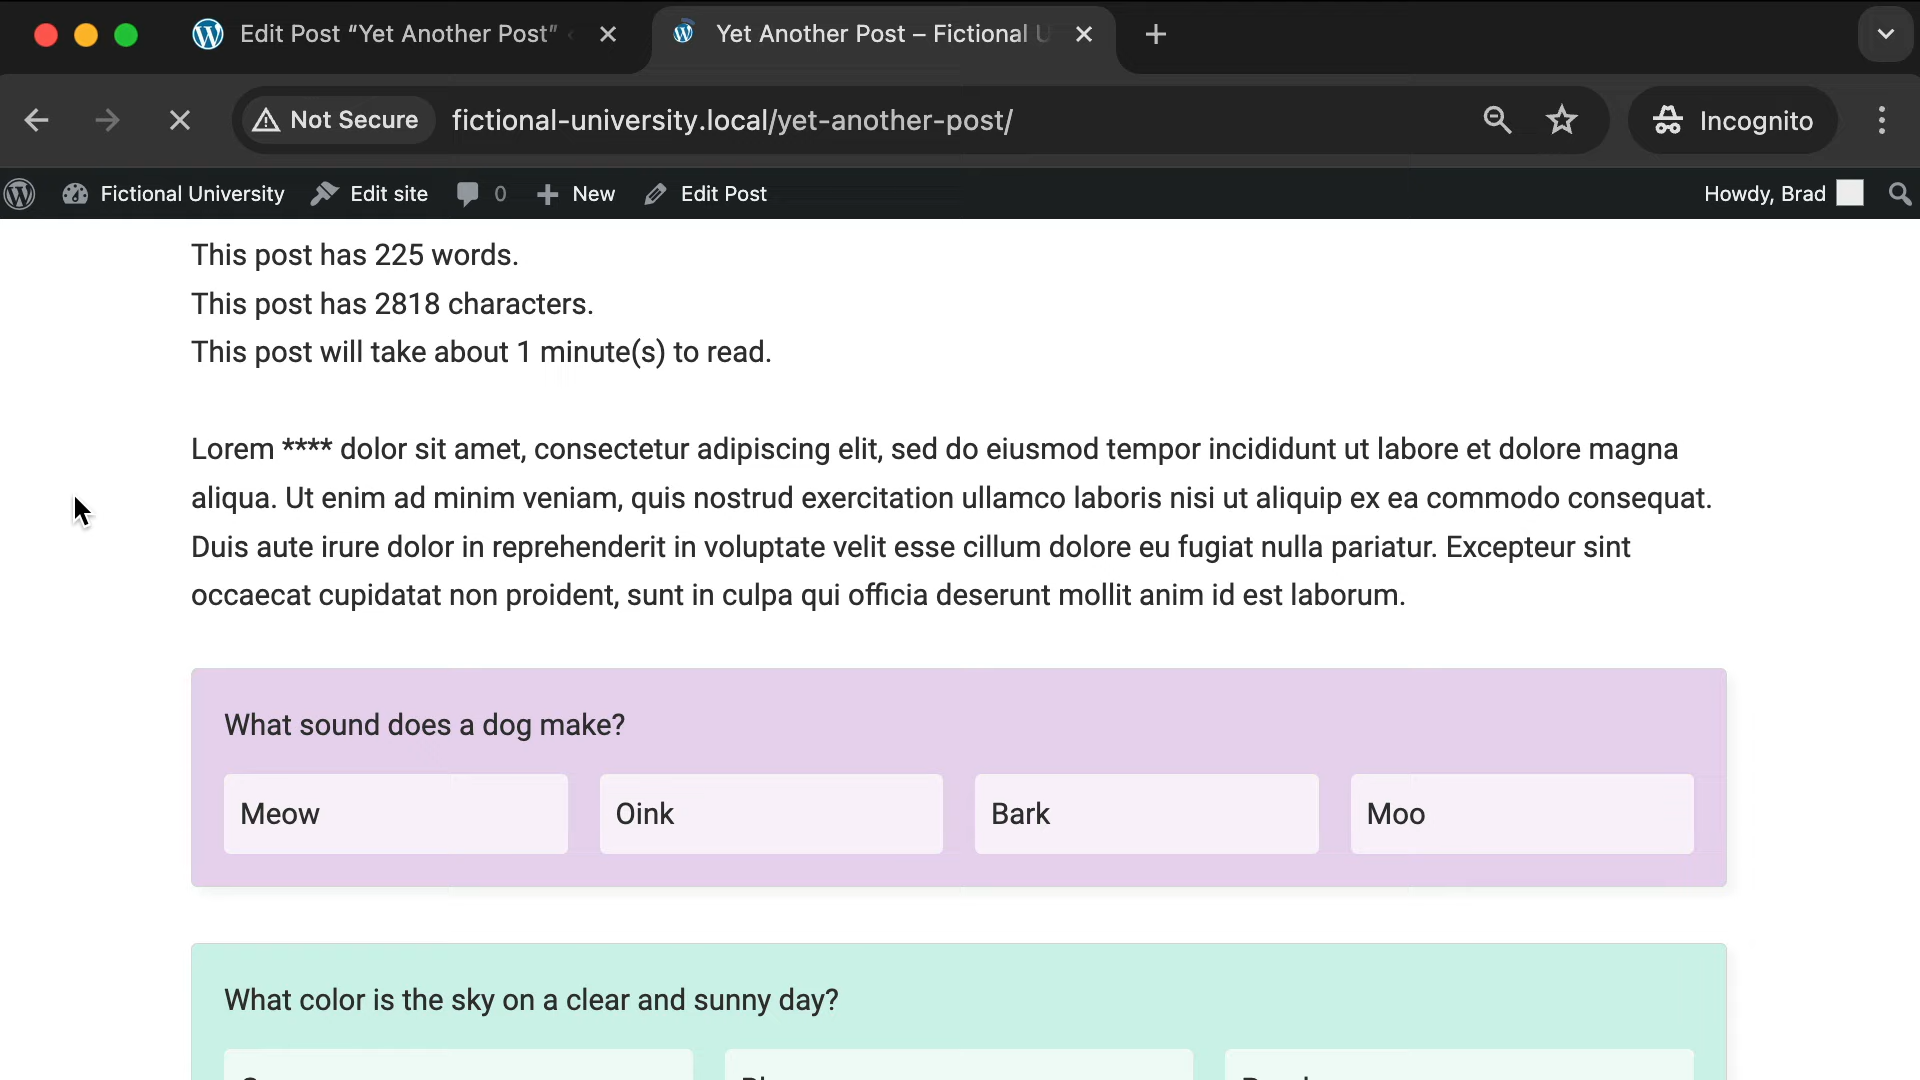 Edit Post “Yet Another Post”
Yet Another Post – Fictional U
Not Secure
fictional-university.local/yet-another-post/
Incognito
Fictional University
Edit site
0
New
Edit Post
Howdy, Brad
This post has 225 words.
This post has 2818 characters.
This post will take about 1 minute(s) to read.
Lorem **** dolor sit amet, consectetur adipiscing elit, sed do eiusmod tempor incididunt ut labore et dolore magna
aliqua. Ut enim ad minim veniam, quis nostrud exercitation ullamco laboris nisi ut aliquip ex ea commodo consequat.
Duis aute irure dolor in reprehenderit in voluptate velit esse cillum dolore eu fugiat nulla pariatur. Excepteur sint
occaecat cupidatat non proident, sunt in culpa qui officia deserunt mollit anim id est laborum.
What sound does a dog make?
Meow
Oink
Bark
Moo
What color is the sky on a clear and sunny day?